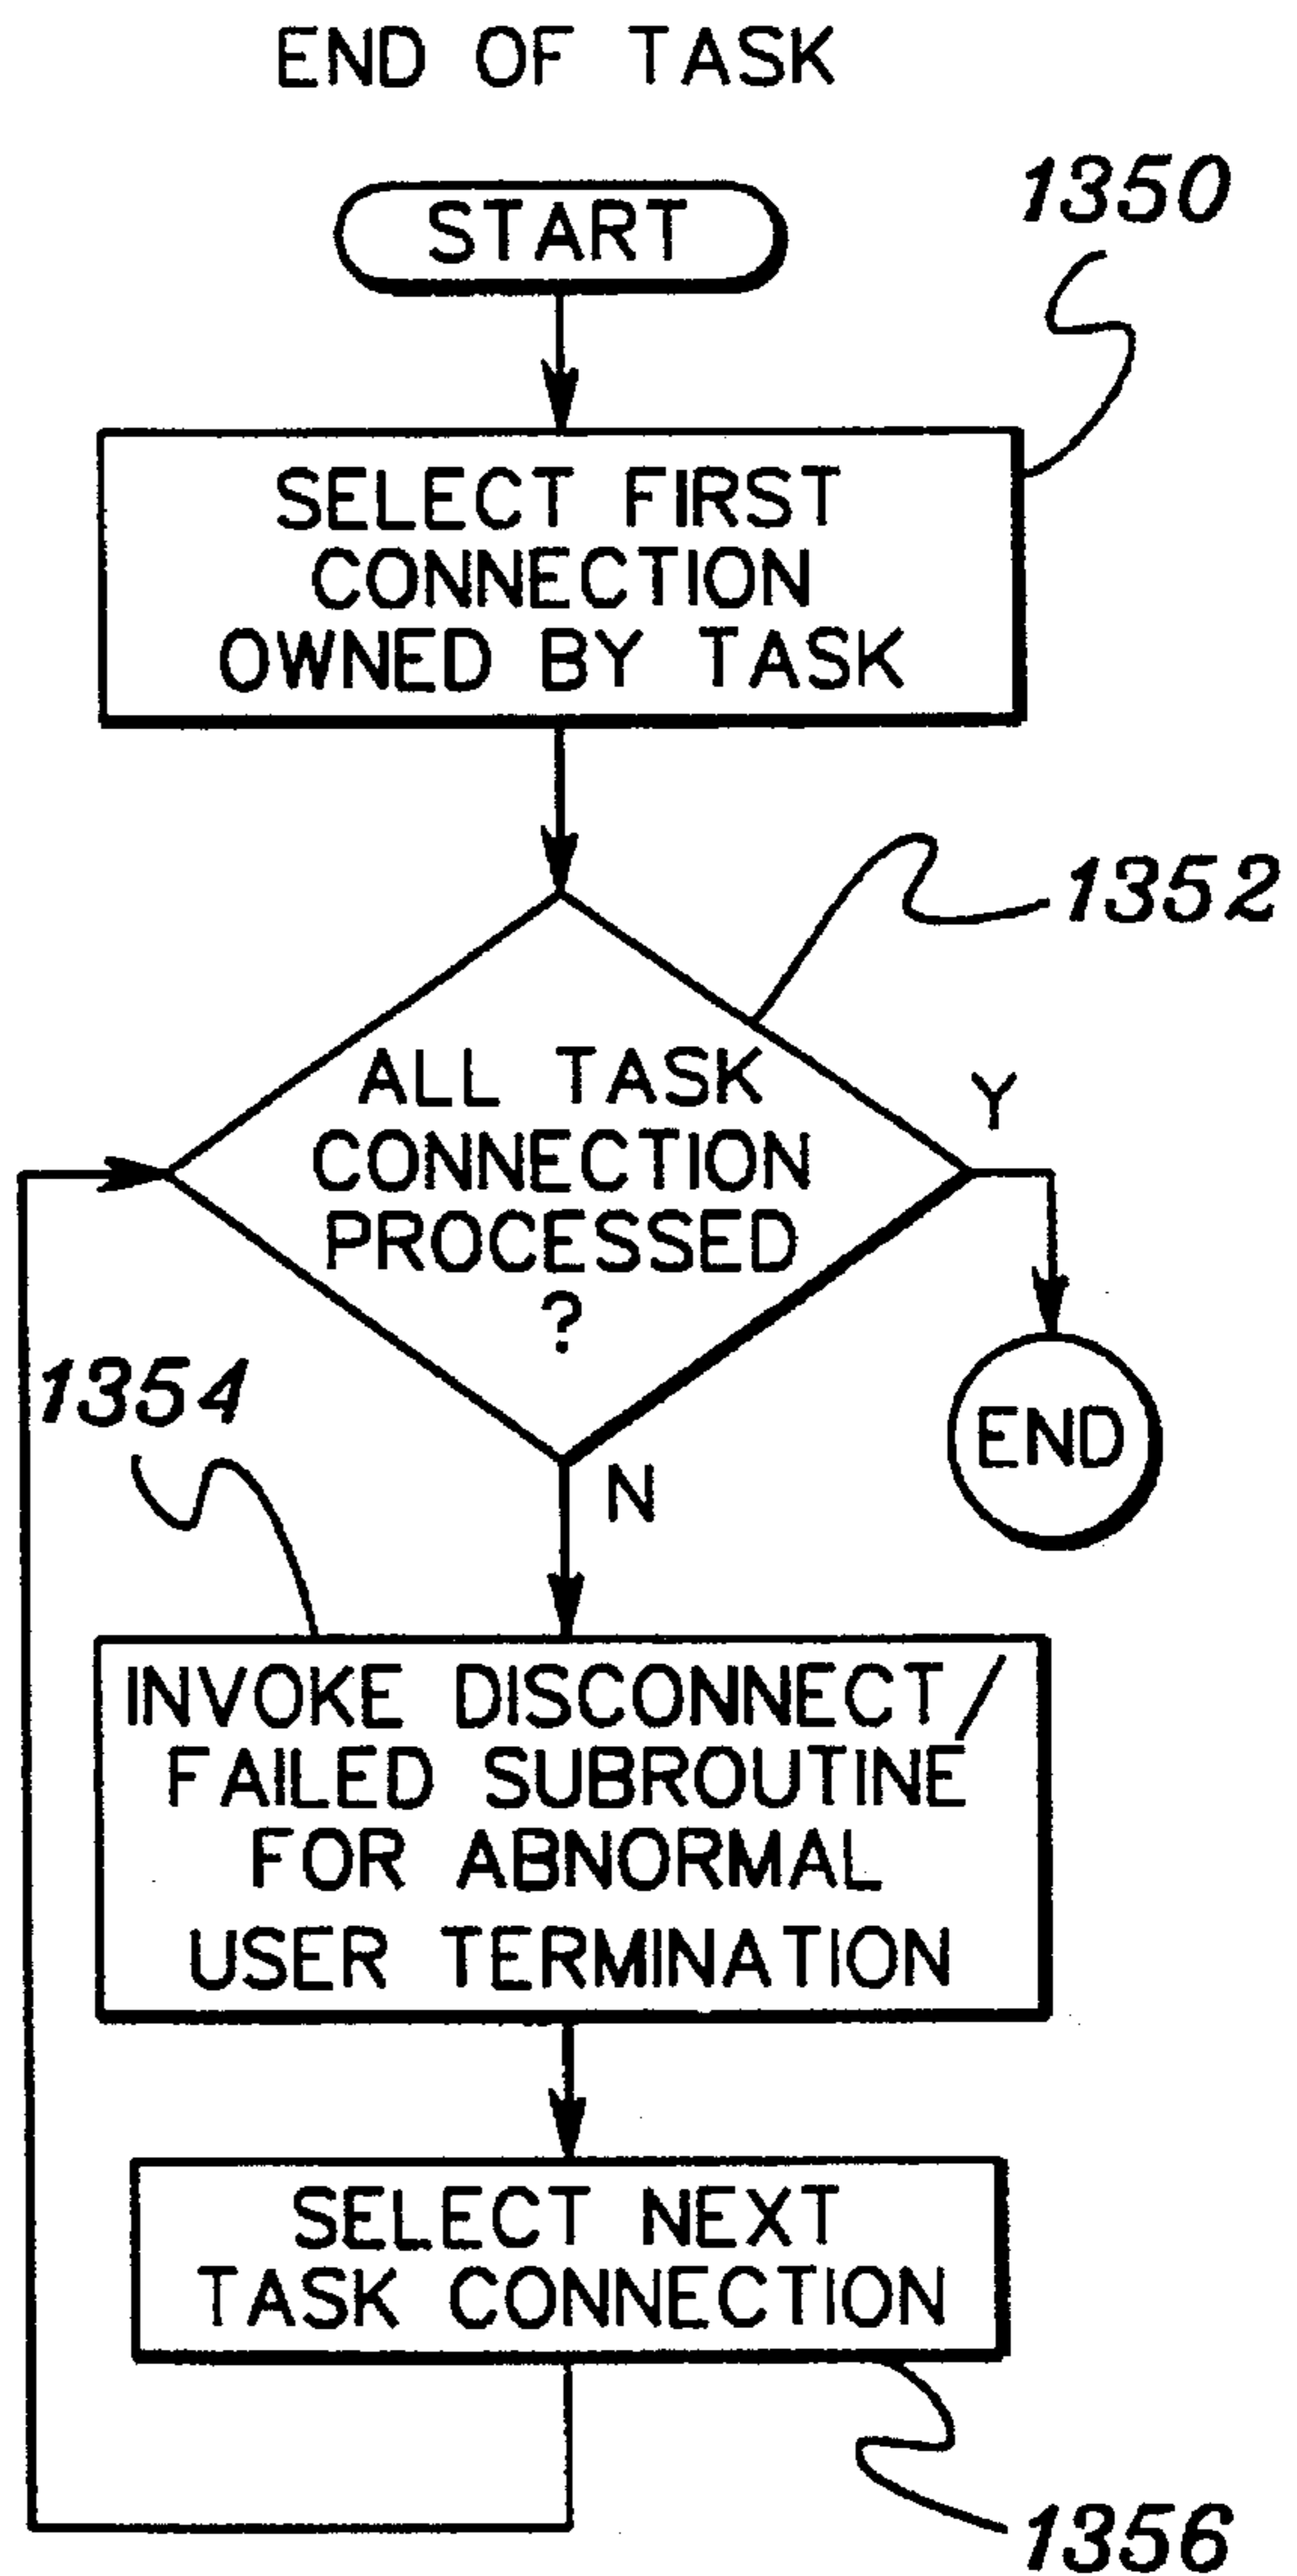 END OF TASK
START
1350
SELECT FIRST
CONNECTION
OWNED BY TASK
1352
ALL TASK
CONNECTION
PROCESSED
?
Y
END
N
1354
INVOKE DISCONNECT/
FAILED SUBROUTINE
FOR ABNORMAL
USER TERMINATION
SELECT NEXT
TASK CONNECTION
1356